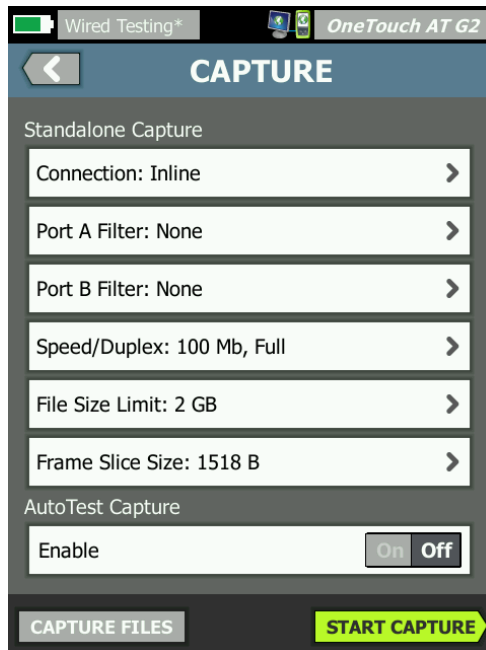 Wired Testing*
OneTouch AT G2
CAPTURE
Standalone Capture
Connection: Inline
Port A Filter: None
Port B Filter: None
Speed/Duplex: 100 Mb, Full
File Size Limit: 2 GB
Frame Slice Size: 1518 B
AutoTest Capture
Enable
On Off
CAPTURE FILES
START CAPTURE